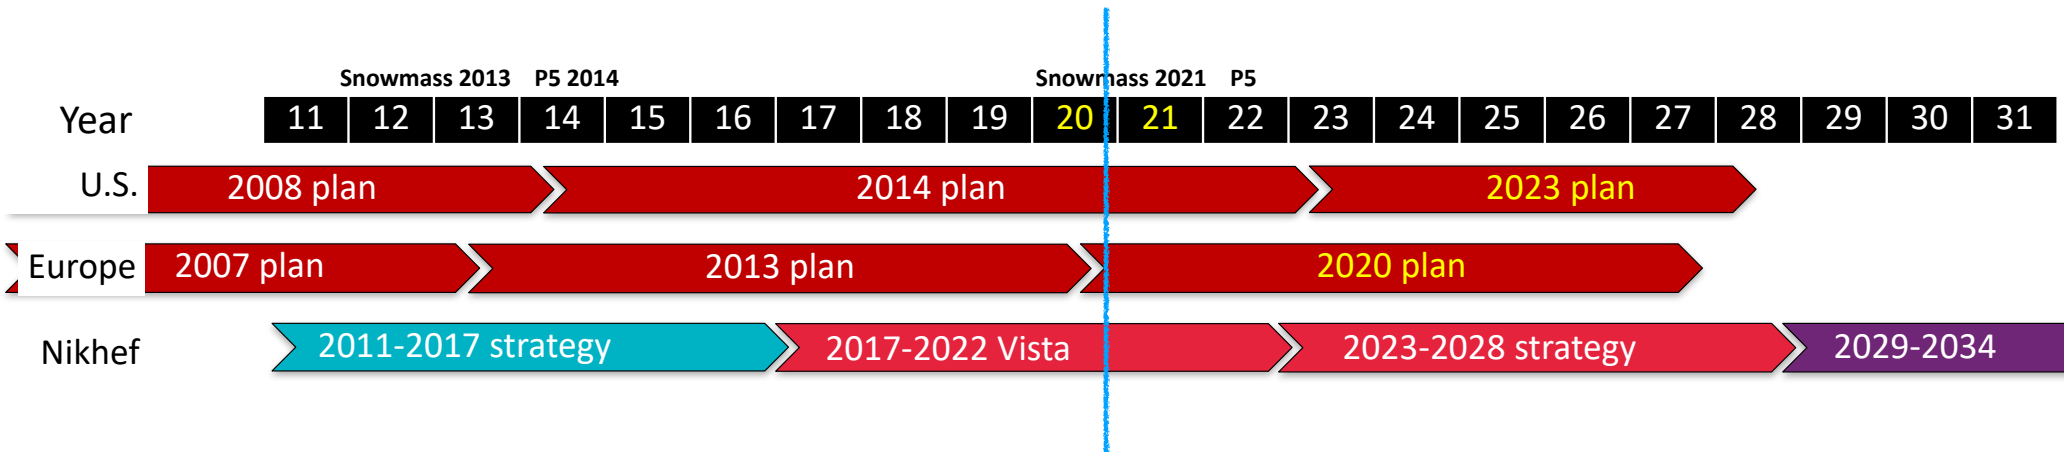 Snowmass 2013 P5 2014 Snowmass 2021 P5
Year 11 12 13 14 15 16 17 18 19 20 21 22 23 24 25 26 27 28 29 30 31
U.S. 2008 plan 2014 plan 2023 plan
Europe 2007 plan 2013 plan 2020 plan
Nikhef 2011-2017 strategy 2017-2022 Vista 2023-2028 strategy 2029-2034